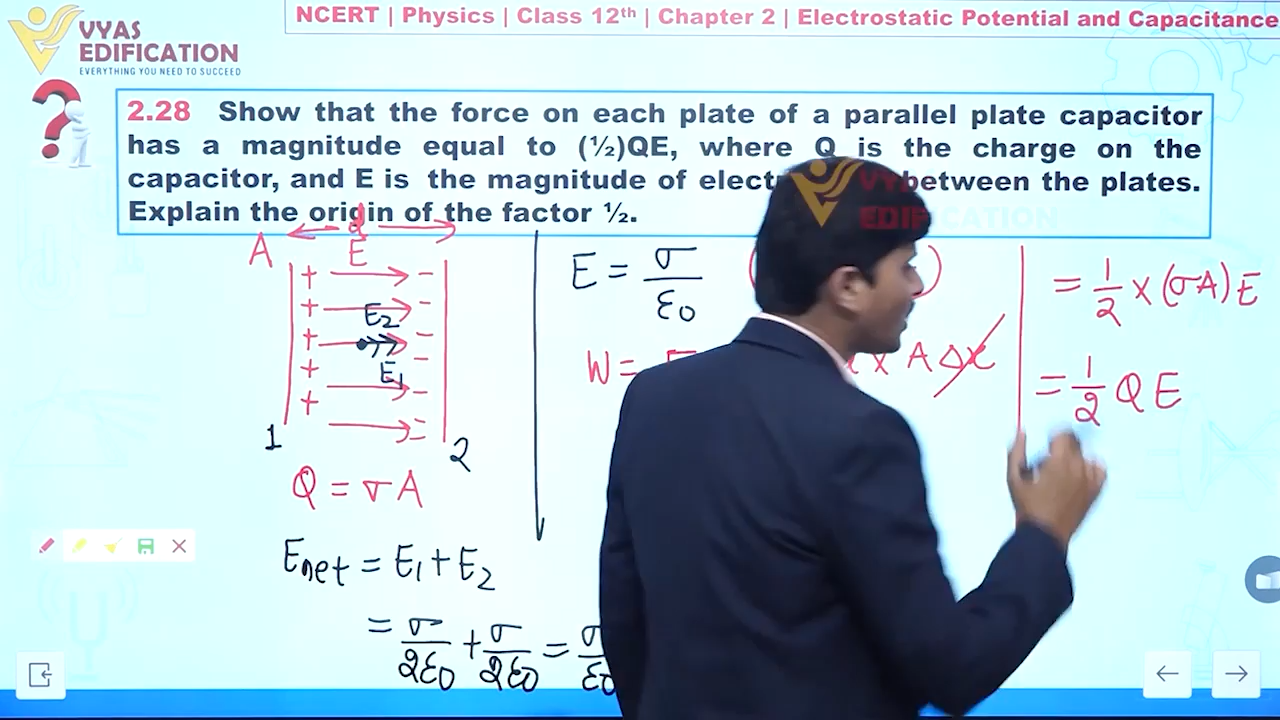 NCERT | Physics | Class 12th | Chapter 2 | Electrostatic Potential and Capacitance
VYAS
EDIFICATION
EVERYTHING YOU NEED TO SUCCEED
2.28 Show that the force on each plate of a parallel plate capacitor
has a magnitude equal to (½)QE, where Q is the charge on the
capacitor, and E is the magnitude of between the plates.
Explain the origin of the factor ½.
VYAS
EDIFICATION
A d
E
+ -
+ -
E2
+ -
E1
+ -
+ -
1 2
Q = σA
Enet = E1 + E2
= σ/2ε0 + σ/2ε0 = σ/ε0
E = σ/ε0
W = x A Δx
= 1/2 x (σA) E
= 1/2 Q E